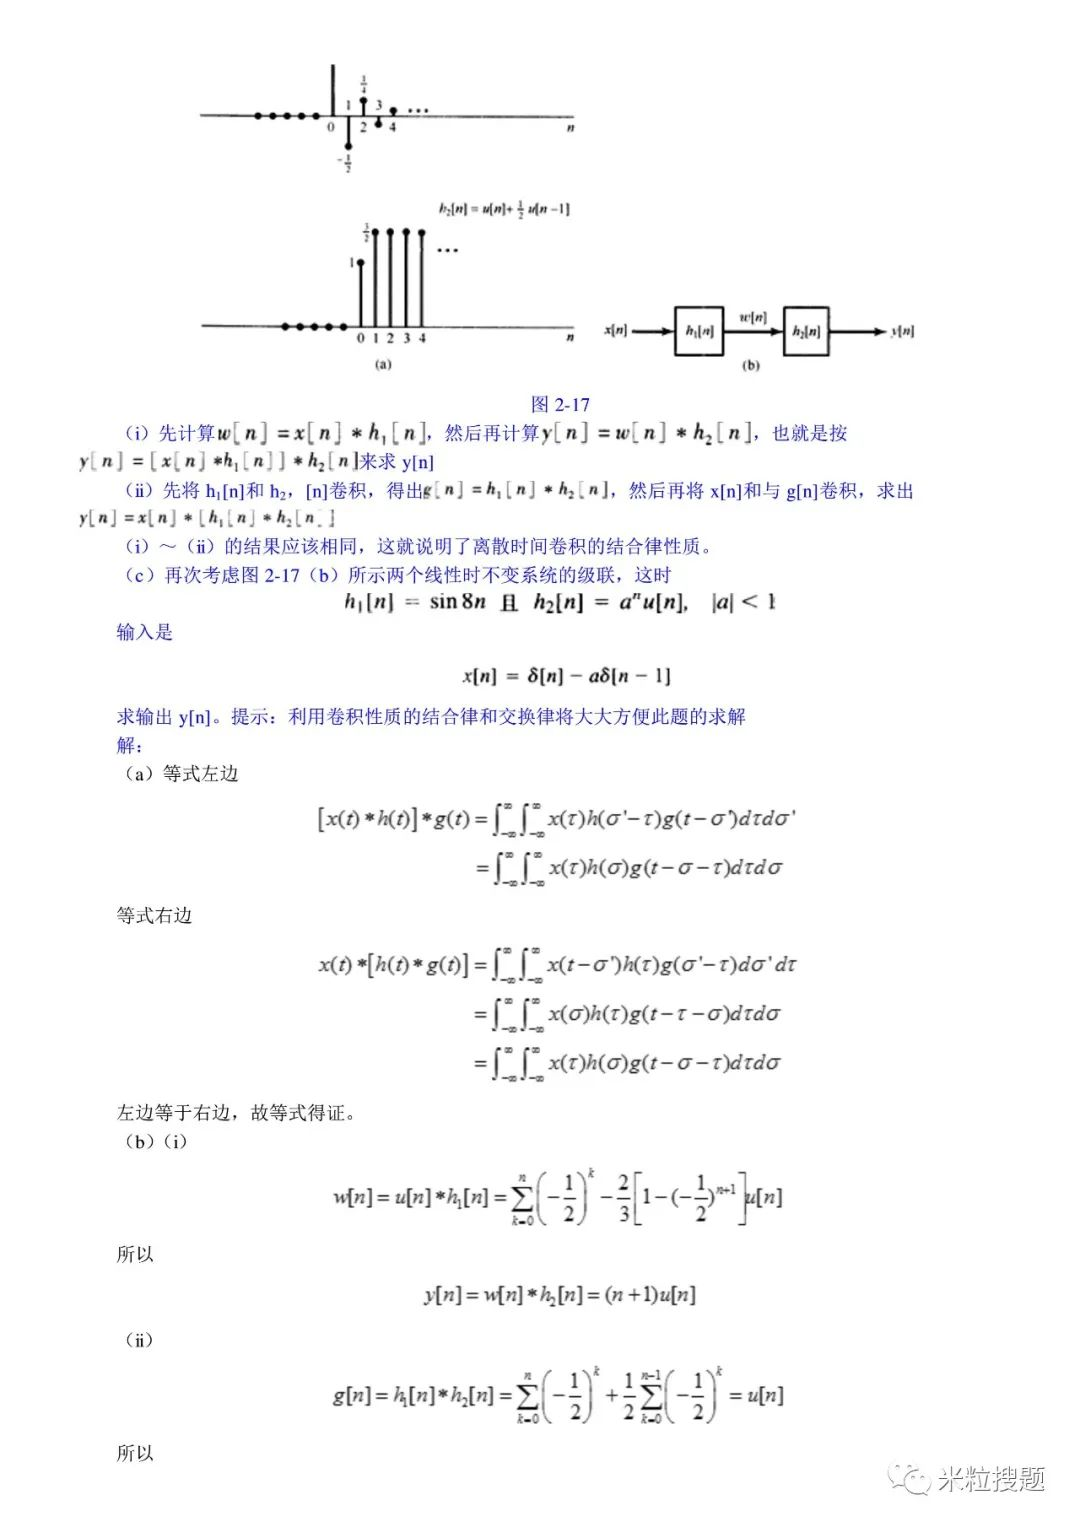 1/4
1 3 ...
0 2 4 n
-1/2
h₂[n] = u[n] + 1/2 u[n-1]
3/2
...
1
0 1 2 3 4 n
(a)
x[n] h₁[n] w[n] h₂[n] y[n]
(b)
图 2-17
（i）先计算w[n]=x[n]*h₁[n]，然后再计算y[n]=w[n]*h₂[n]，也就是按
y[n]=[x[n]*h₁[n]]*h₂[n]来求 y[n]
（ii）先将 h₁[n]和 h₂，[n]卷积，得出g[n]=h₁[n]*h₂[n]，然后再将 x[n]和与 g[n]卷积，求出
y[n]=x[n]*[h₁[n]*h₂[n]]
（i）～（ii）的结果应该相同，这就说明了离散时间卷积的结合律性质。
（c）再次考虑图 2-17（b）所示两个线性时不变系统的级联，这时
h₁[n] = sin8n 且 h₂[n] = aⁿu[n], |a| < 1
输入是
x[n] = δ[n] − aδ[n − 1]
求输出 y[n]。提示：利用卷积性质的结合律和交换律将大大方便此题的求解
解：
（a）等式左边
[x(t)*h(t)]*g(t)=∫_{-∞}^{∞}∫_{-∞}^{∞}x(τ)h(σ'−τ)g(t−σ')dτdσ'
=∫_{-∞}^{∞}∫_{-∞}^{∞}x(τ)h(σ)g(t−σ−τ)dτdσ
等式右边
x(t)*[h(t)*g(t)]=∫_{-∞}^{∞}∫_{-∞}^{∞}x(t−σ')h(τ)g(σ'−τ)dσ'dτ
=∫_{-∞}^{∞}∫_{-∞}^{∞}x(σ)h(τ)g(t−τ−σ)dτdσ
=∫_{-∞}^{∞}∫_{-∞}^{∞}x(τ)h(σ)g(t−σ−τ)dτdσ
左边等于右边，故等式得证。
（b）（i）
w[n]=u[n]*h₁[n]=∑_{k=0}^{n}(−1/2)^k−2/3[1−(−1/2)^{n+1}]u[n]
所以
y[n]=w[n]*h₂[n]=(n+1)u[n]
（ii）
g[n]=h₁[n]*h₂[n]=∑_{k=0}^{n}(−1/2)^k+1/2∑_{k=0}^{n−1}(−1/2)^k=u[n]
所以
米粒搜题